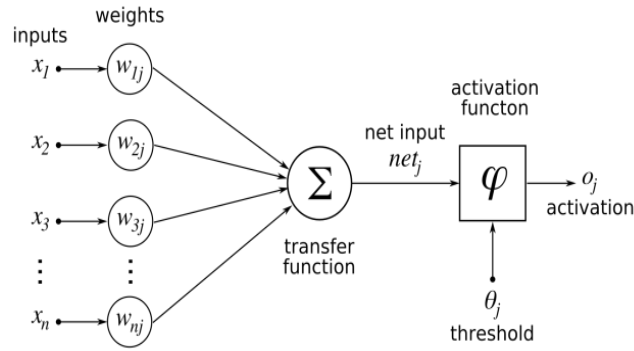 weights
inputs
x₁
w₁ⱼ
x₂
w₂ⱼ
x₃
w₃ⱼ
⋮
⋮
xₙ
wₙⱼ
Σ
transfer
function
net input
netⱼ
activation
functon
φ
oⱼ
activation
θⱼ
threshold